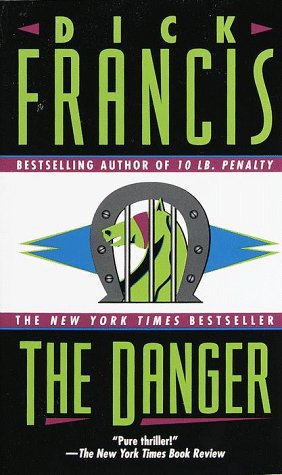 DICK
FRANCIS
BESTSELLING AUTHOR OF 10 LB. PENALTY
THE NEW YORK TIMES BESTSELLER
THE DANGER
"Pure thriller!"
—The New York Times Book Review